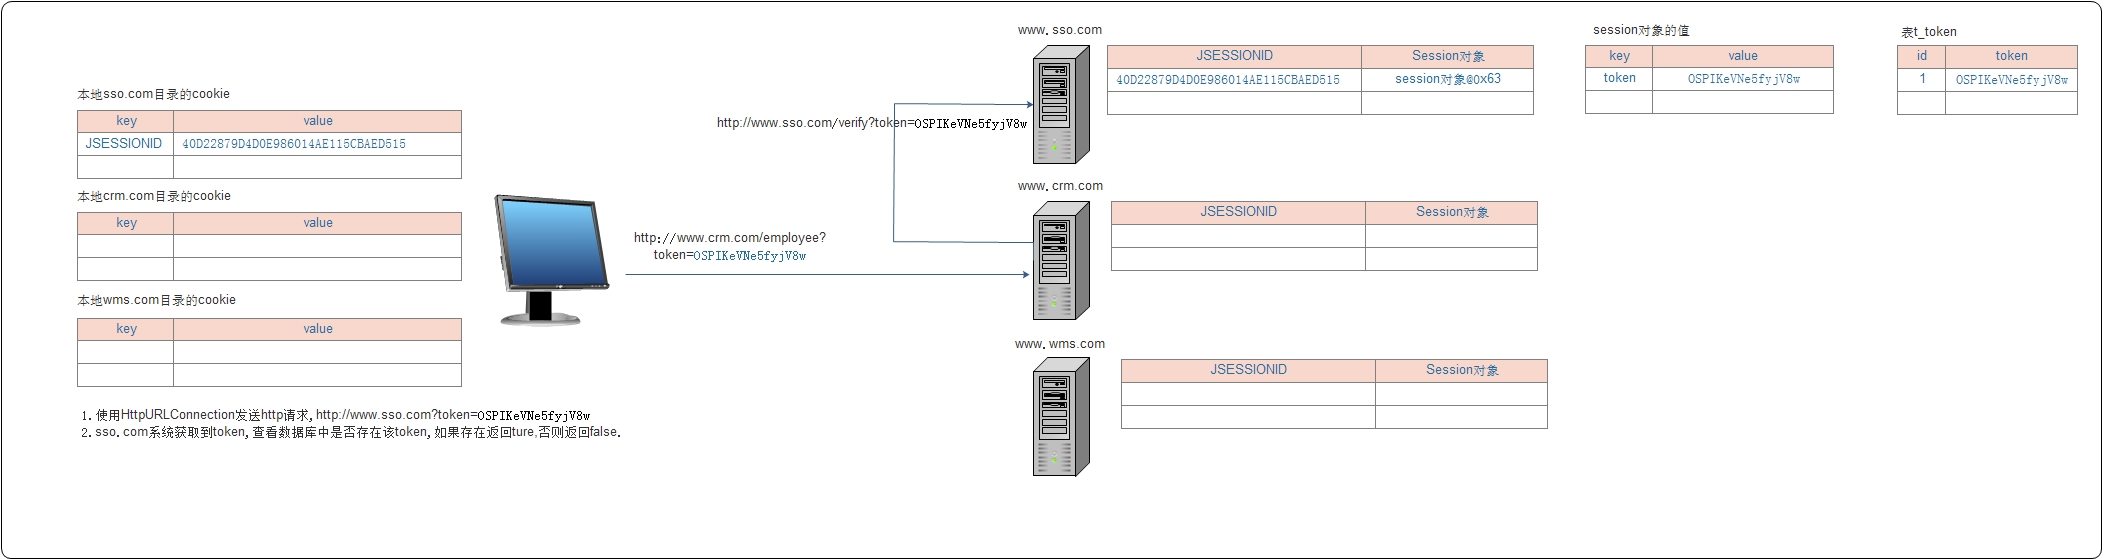 www. sso.com
JSESSIONID Session对象
40D22879D4D0E986014AE115CBAED515 session对象@0x63
session对象的值
key value
token OSPIKeVNe5fyjV8w
表t_token
id token
1 OSPIKeVNe5fyjV8w
本地sso.com目录的cookie
key value
JSESSIONID 40D22879D4D0E986014AE115CBAED515
http://www.sso.com/verify?token=OSPIKeVNe5fyjV8w
本地crm.com目录的cookie
key value
www. crm.com
JSESSIONID Session对象
http://www.crm.com/employee?
token=OSPIKeVNe5fyjV8w
本地wms.com目录的cookie
key value
www. wms.com
JSESSIONID Session对象
1. 使用HttpURLConnection发送http请求, http://www.sso.com?token=OSPIKeVNe5fyjV8w
2. sso. com系统获取到token, 查看数据库中是否存在该token, 如果存在返回ture,否则返回false.